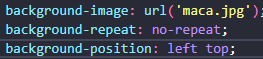 background-image: url('maca.jpg');
background-repeat: no-repeat;
background-position: left top;